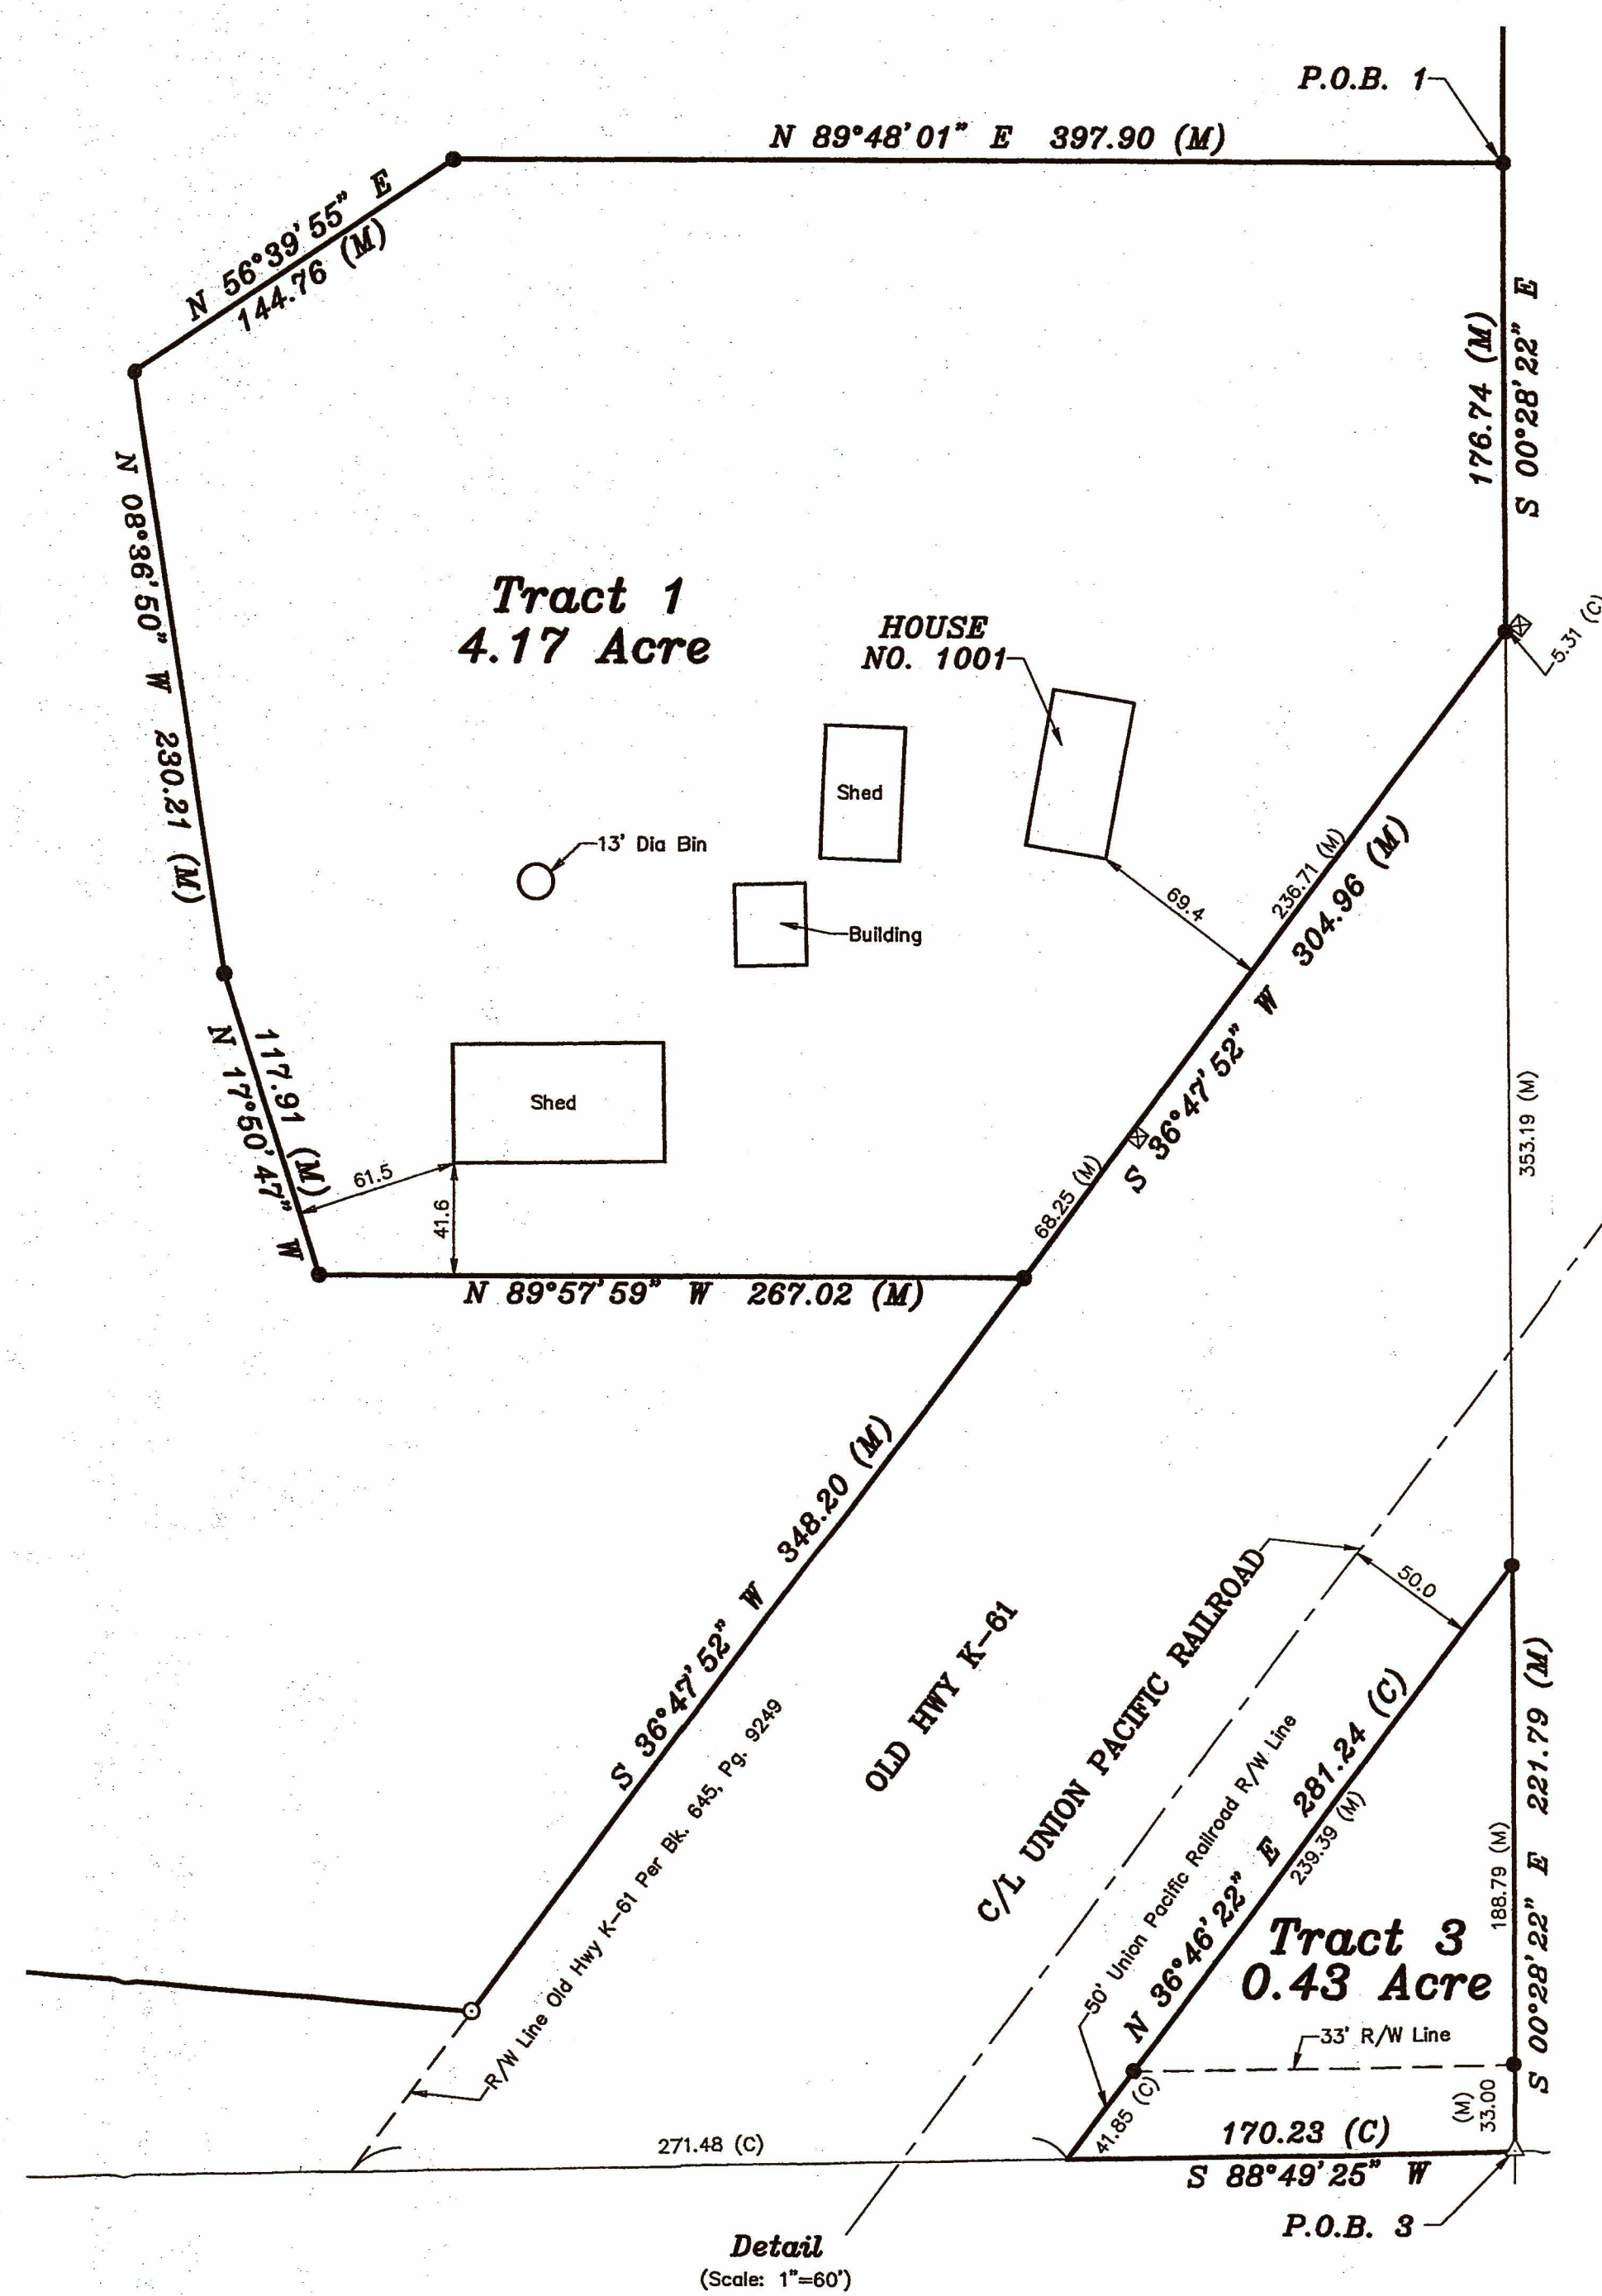 P.O.B. 1
N 89°48'01" E 397.90 (M)
N 56°39'55" E
144.76 (M)
176.74 (M)
S 00°28'22" E
N 08°36'50" W 230.21 (M)
Tract 1
4.17 Acre
HOUSE
NO. 1001
5.31 (C)
Shed
13' Dia Bin
Building
69.4
236.71 (M)
304.96 (M)
S 36°47'52" W
117.91 (M)
N 17°50'47" W
Shed
61.5
41.6
68.25 (M)
353.19 (M)
N 89°57'59" W 267.02 (M)
S 36°47'52" W 348.20 (M)
OLD HWY K-61
C/L UNION PACIFIC RAILROAD
50.0
R/W Line Old Hwy K-61 Per Bk. 645, Pg. 9249
50' Union Pacific Railroad R/W Line
N 36°46'22" E 281.24 (C)
239.39 (M)
188.79 (M)
S 00°28'22" E 221.79 (M)
Tract 3
0.43 Acre
33' R/W Line
41.85 (C)
(M)
33.00
271.48 (C)
170.23 (C)
S 88°49'25" W
P.O.B. 3
Detail
(Scale: 1"=60')